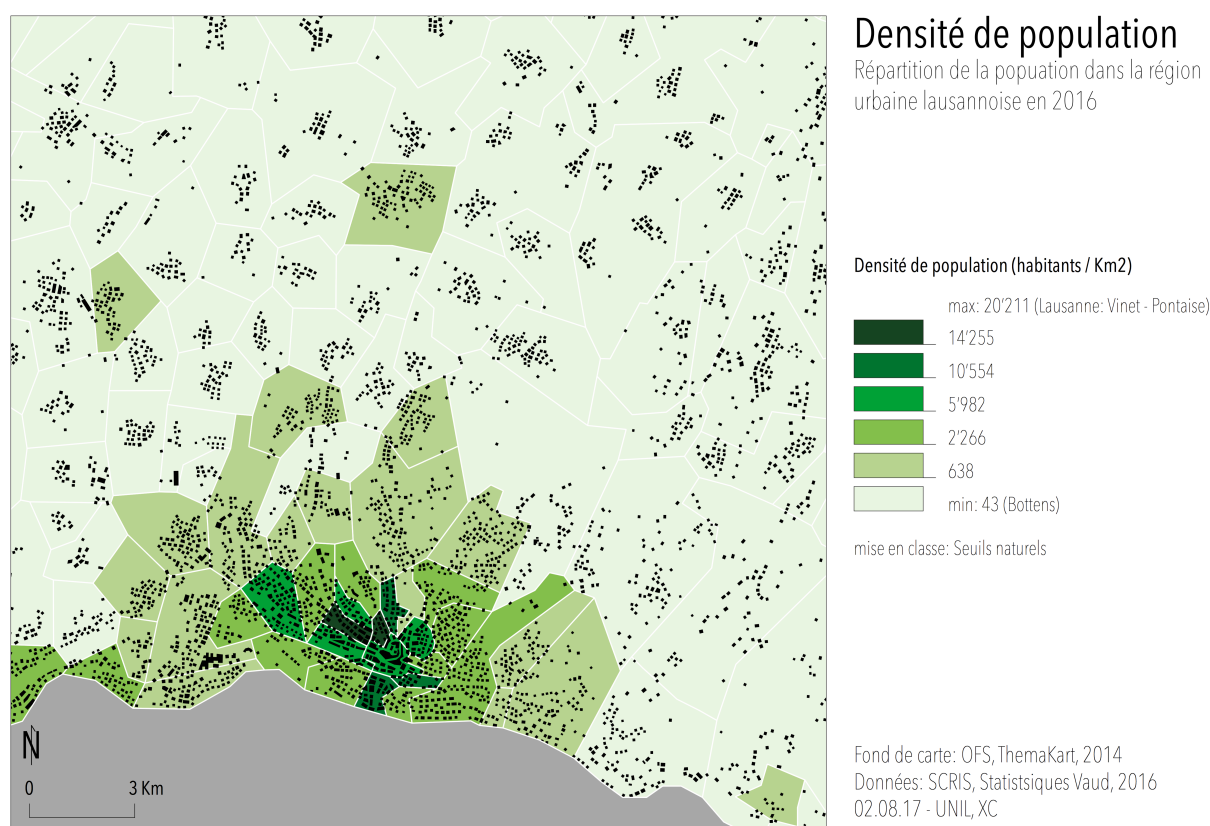 Densité de population
Répartition de la popuation dans la région
urbaine lausannoise en 2016
Densité de population (habitants / Km2)
max: 20'211 (Lausanne: Vinet - Pontaise)
14'255
10'554
5'982
2'266
638
min: 43 (Bottens)
mise en classe: Seuils naturels
N
0 3 Km
Fond de carte: OFS, ThemaKart, 2014
Données: SCRIS, Statistsiques Vaud, 2016
02.08.17 - UNIL, XC